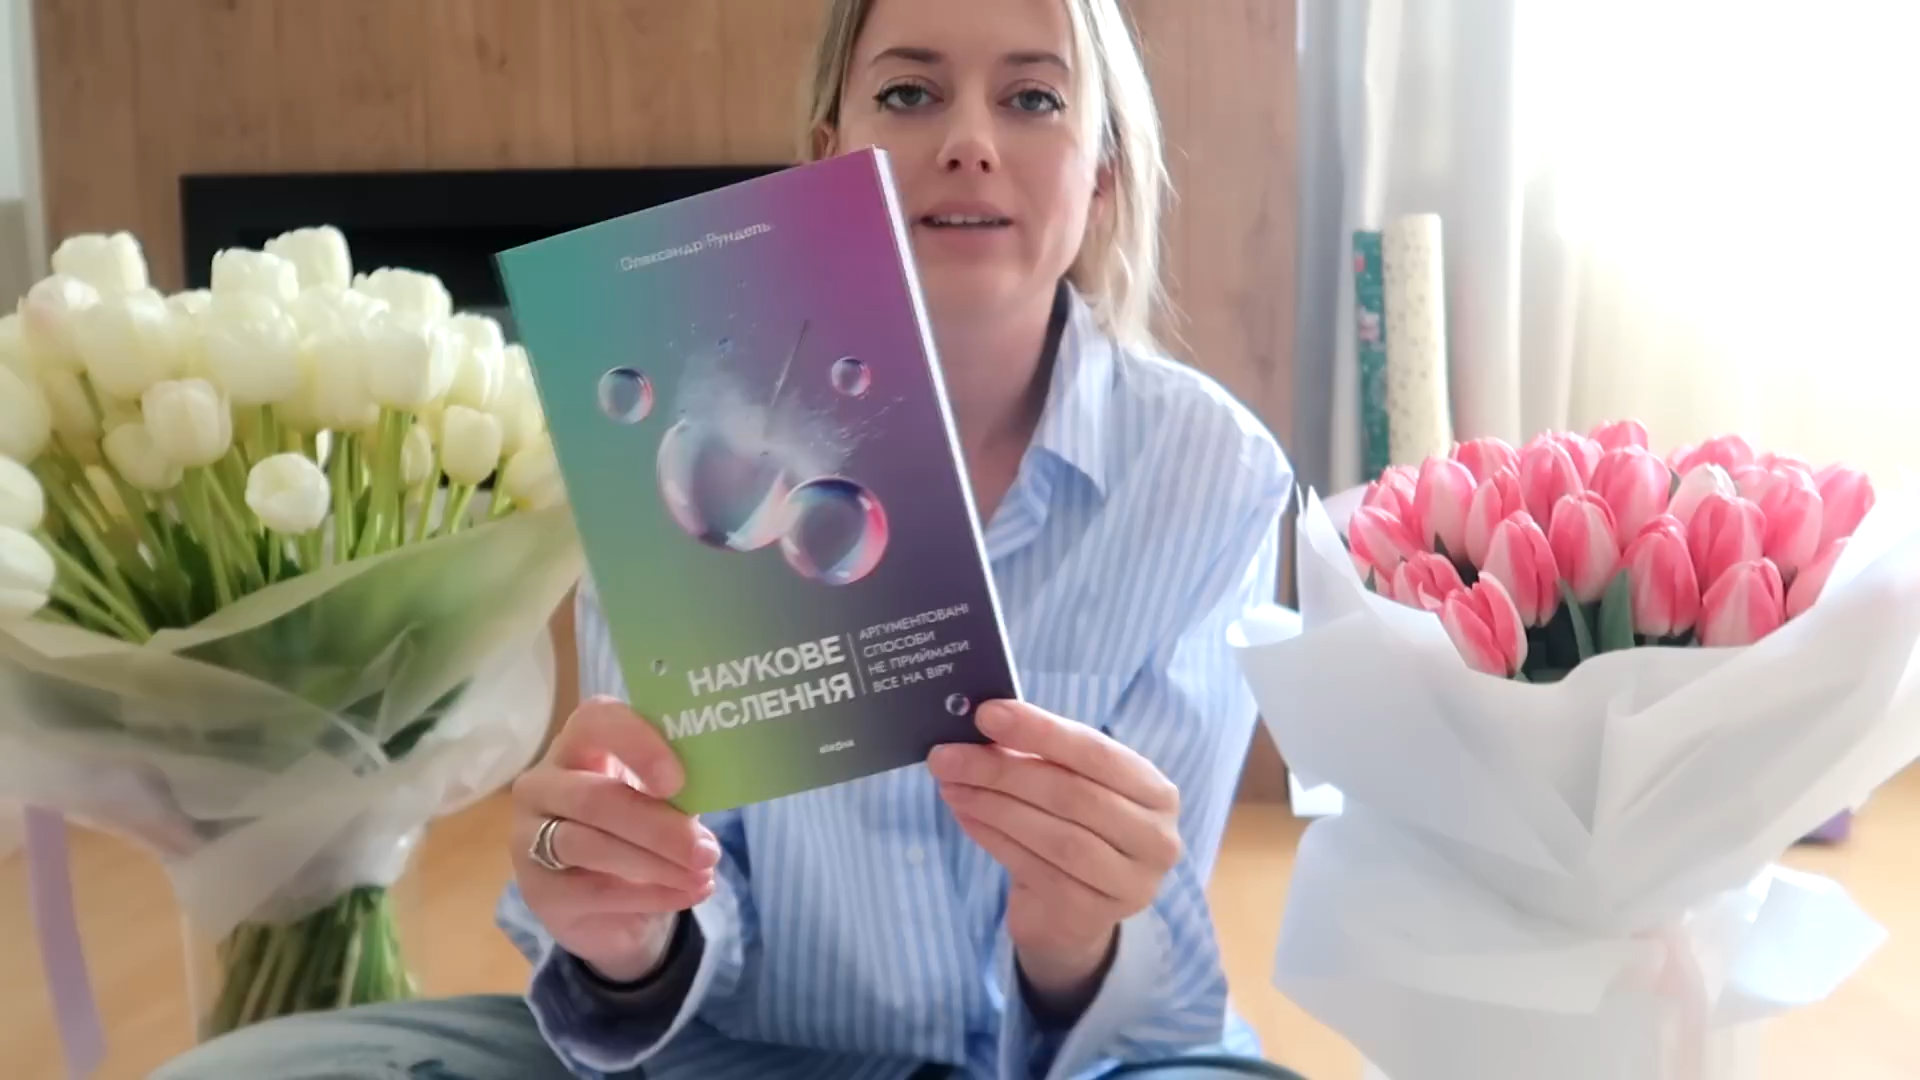 Олександр Рундель
НАУКОВЕ
МИСЛЕННЯ
АРГУМЕНТОВАНІ
СПОСОБИ
НЕ ПРИЙМАТИ
ВСЕ НА ВІРУ